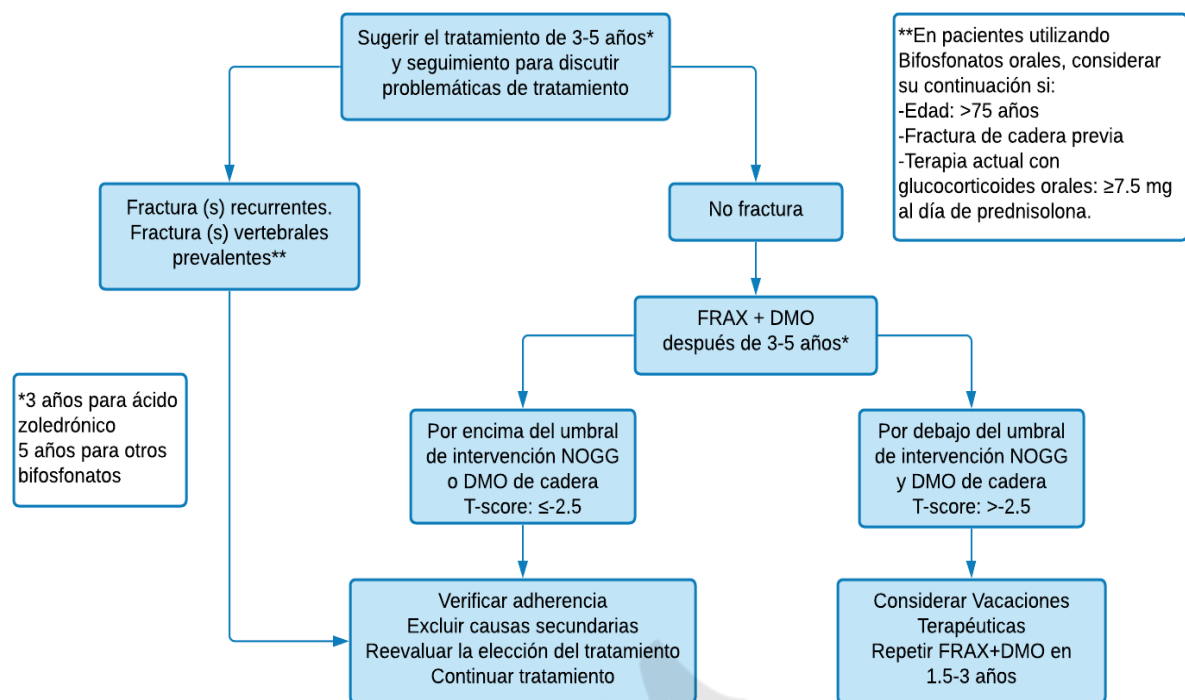 Sugerir el tratamiento de 3-5 años*
y seguimiento para discutir
problemáticas de tratamiento
**En pacientes utilizando
Bifosfonatos orales, considerar
su continuación si:
-Edad: >75 años
-Fractura de cadera previa
-Terapia actual con
glucocorticoides orales: ≥7.5 mg
al día de prednisolona.
Fractura (s) recurrentes.
Fractura (s) vertebrales
prevalentes**
No fractura
FRAX + DMO
después de 3-5 años*
*3 años para ácido
zoledrónico
5 años para otros
bifosfonatos
Por encima del umbral
de intervención NOGG
o DMO de cadera
T-score: ≤-2.5
Por debajo del umbral
de intervención NOGG
y DMO de cadera
T-score: >-2.5
Verificar adherencia
Excluir causas secundarias
Reevaluar la elección del tratamiento
Continuar tratamiento
Considerar Vacaciones
Terapéuticas
Repetir FRAX+DMO en
1.5-3 años